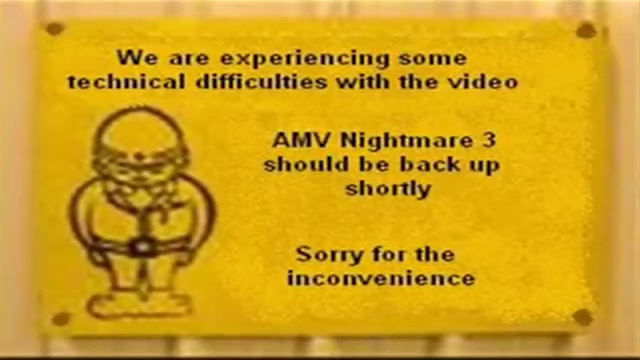 We are experiencing some
technical difficulties with the video
AMV Nightmare 3
should be back up
shortly
Sorry for the
inconvenience